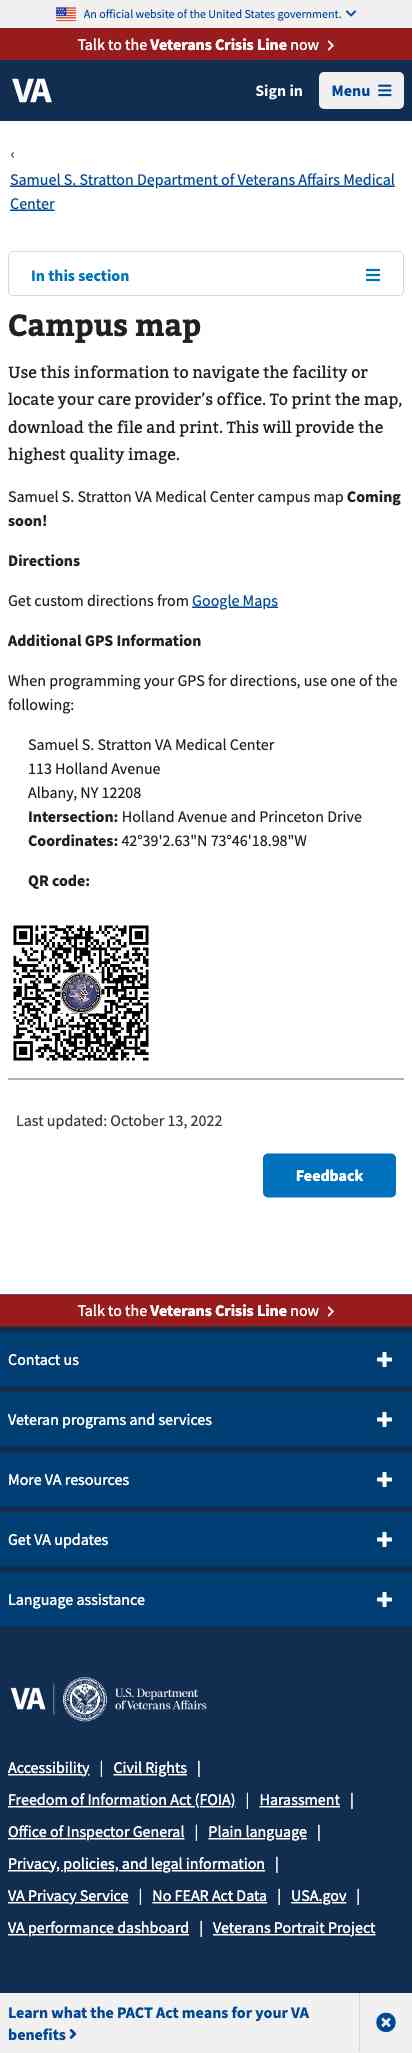 An official website of the United States government.
Talk to the Veterans Crisis Line now
VA
Sign in
Menu
‹
Samuel S. Stratton Department of Veterans Affairs Medical
Center
In this section
Campus map
Use this information to navigate the facility or
locate your care provider’s office. To print the map,
download the file and print. This will provide the
highest quality image.
Samuel S. Stratton VA Medical Center campus map Coming
soon!
Directions
Get custom directions from Google Maps
Additional GPS Information
When programming your GPS for directions, use one of the
following:
Samuel S. Stratton VA Medical Center
113 Holland Avenue
Albany, NY 12208
Intersection: Holland Avenue and Princeton Drive
Coordinates: 42°39'2.63"N 73°46'18.98"W
QR code:
Last updated: October 13, 2022
Feedback
Talk to the Veterans Crisis Line now
Contact us
Veteran programs and services
More VA resources
Get VA updates
Language assistance
VA
U.S. Department
of Veterans Affairs
Accessibility | Civil Rights |
Freedom of Information Act (FOIA) | Harassment |
Office of Inspector General | Plain language |
Privacy, policies, and legal information |
VA Privacy Service | No FEAR Act Data | USA.gov |
VA performance dashboard | Veterans Portrait Project
Learn what the PACT Act means for your VA
benefits